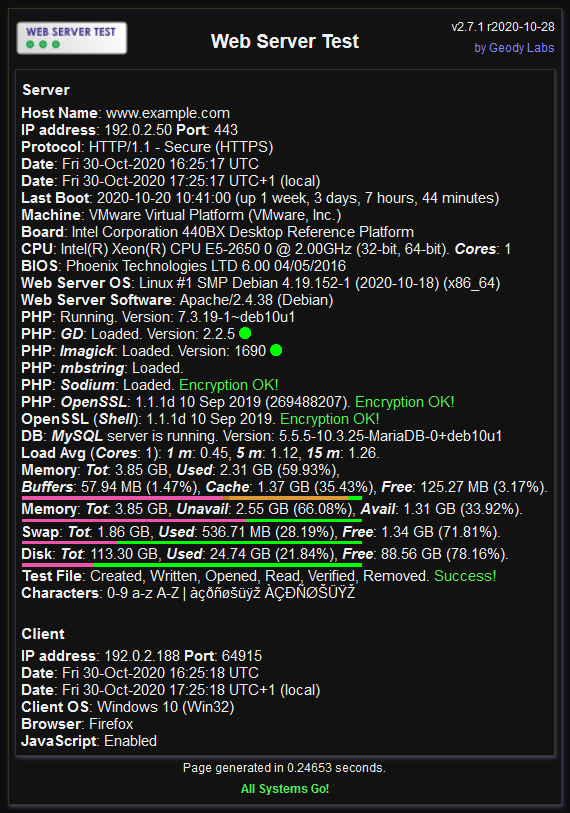 WEB SERVER TEST
Web Server Test
v2.7.1 r2020-10-28
by Geody Labs
Server
Host Name: www.example.com
IP address: 192.0.2.50 Port: 443
Protocol: HTTP/1.1 - Secure (HTTPS)
Date: Fri 30-Oct-2020 16:25:17 UTC
Date: Fri 30-Oct-2020 17:25:17 UTC+1 (local)
Last Boot: 2020-10-20 10:41:00 (up 1 week, 3 days, 7 hours, 44 minutes)
Machine: VMware Virtual Platform (VMware, Inc.)
Board: Intel Corporation 440BX Desktop Reference Platform
CPU: Intel(R) Xeon(R) CPU E5-2650 0 @ 2.00GHz (32-bit, 64-bit). Cores: 1
BIOS: Phoenix Technologies LTD 6.00 04/05/2016
Web Server OS: Linux #1 SMP Debian 4.19.152-1 (2020-10-18) (x86_64)
Web Server Software: Apache/2.4.38 (Debian)
PHP: Running. Version: 7.3.19-1~deb10u1
PHP: GD: Loaded. Version: 2.2.5
PHP: Imagick: Loaded. Version: 1690
PHP: mbstring: Loaded.
PHP: Sodium: Loaded. Encryption OK!
PHP: OpenSSL: 1.1.1d 10 Sep 2019 (269488207). Encryption OK!
OpenSSL (Shell): 1.1.1d 10 Sep 2019. Encryption OK!
DB: MySQL server is running. Version: 5.5.5-10.3.25-MariaDB-0+deb10u1
Load Avg (Cores: 1): 1 m: 0.45, 5 m: 1.12, 15 m: 1.26.
Memory: Tot: 3.85 GB, Used: 2.31 GB (59.93%),
Buffers: 57.94 MB (1.47%), Cache: 1.37 GB (35.43%), Free: 125.27 MB (3.17%).
Memory: Tot: 3.85 GB, Unavail: 2.55 GB (66.08%), Avail: 1.31 GB (33.92%).
Swap: Tot: 1.86 GB, Used: 536.71 MB (28.19%), Free: 1.34 GB (71.81%).
Disk: Tot: 113.30 GB, Used: 24.74 GB (21.84%), Free: 88.56 GB (78.16%).
Test File: Created, Written, Opened, Read, Verified, Removed. Success!
Characters: 0-9 a-z A-Z | àçðñøšüýž ÀÇÐÑØŠÜÝŽ
Client
IP address: 192.0.2.188 Port: 64915
Date: Fri 30-Oct-2020 16:25:18 UTC
Date: Fri 30-Oct-2020 17:25:18 UTC+1 (local)
Client OS: Windows 10 (Win32)
Browser: Firefox
JavaScript: Enabled
Page generated in 0.24653 seconds.
All Systems Go!